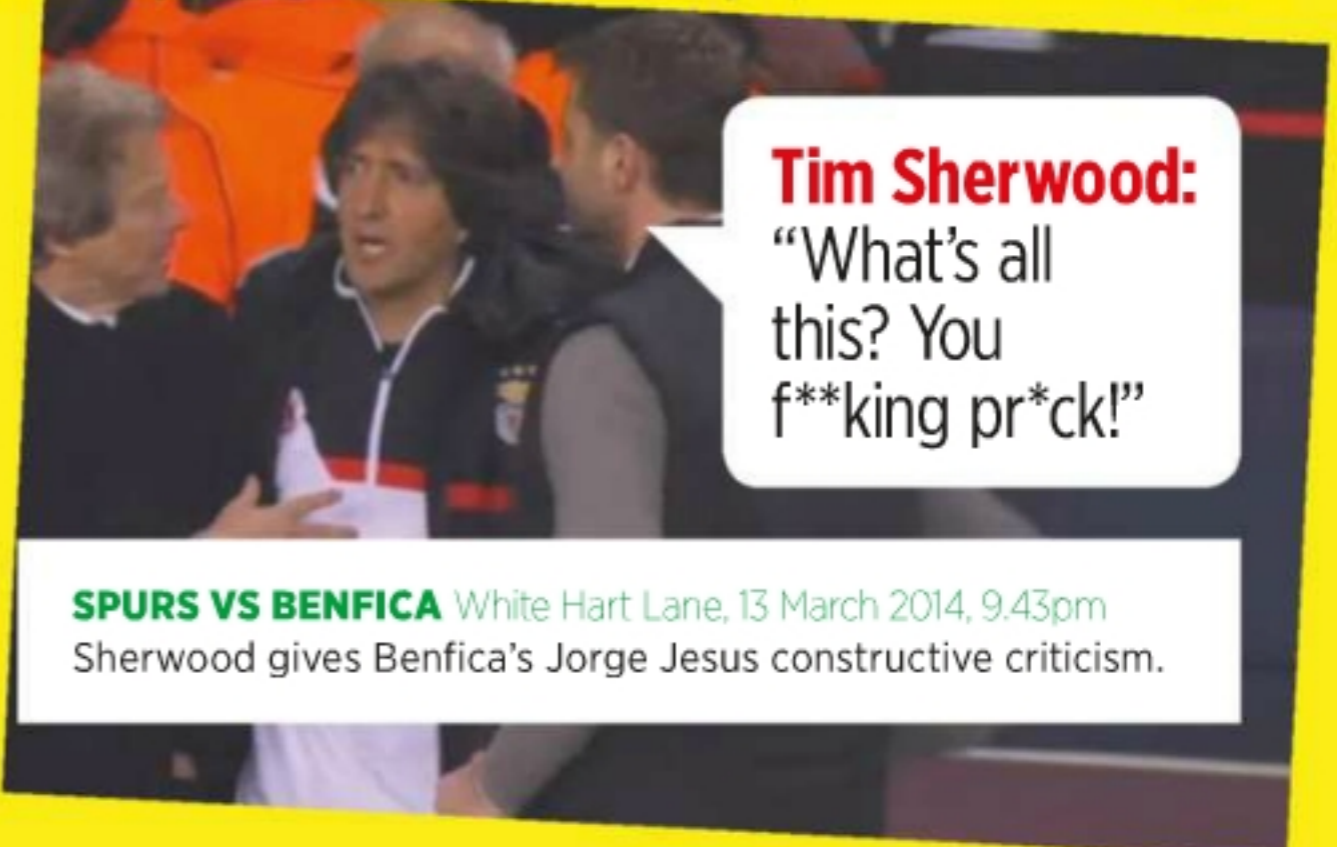 Tim Sherwood:
“What’s all
this? You
f**king pr*ck!”
SPURS VS BENFICA White Hart Lane, 13 March 2014, 9.43pm
Sherwood gives Benfica’s Jorge Jesus constructive criticism.